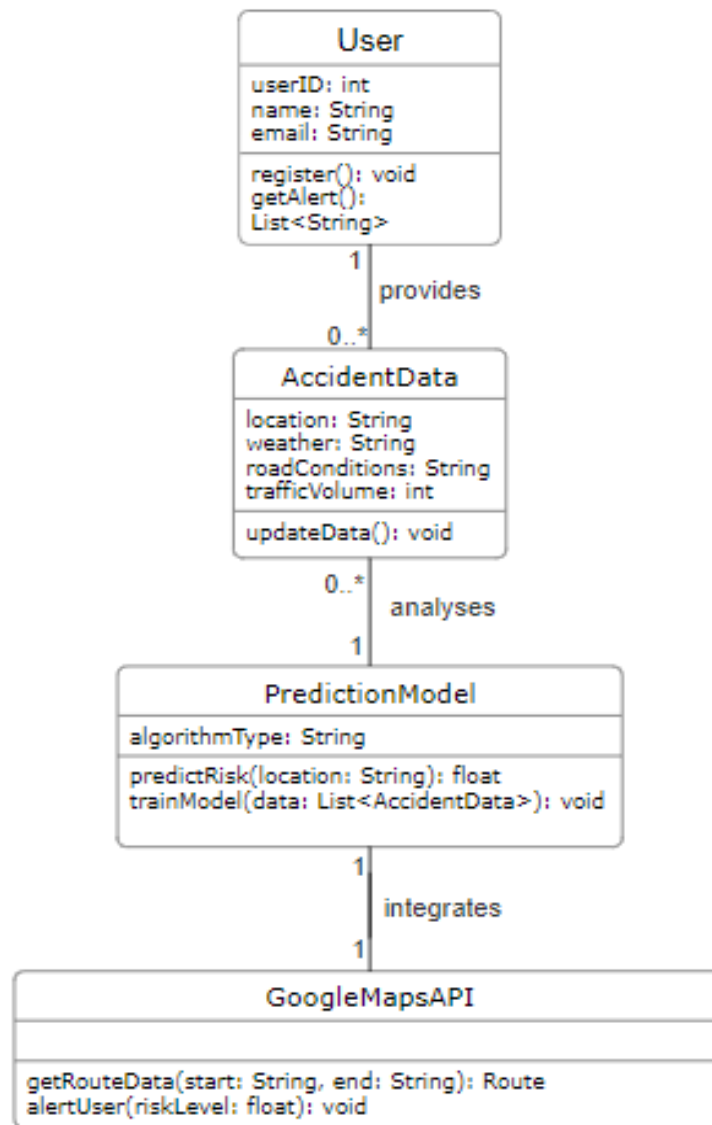 User
userID: int
name: String
email: String
register(): void
getAlert():
List<String>
1
provides
0..*
AccidentData
location: String
weather: String
roadConditions: String
trafficVolume: int
updateData(): void
0..*
analyses
1
PredictionModel
algorithmType: String
predictRisk(location: String): float
trainModel(data: List<AccidentData>): void
1
integrates
1
GoogleMapsAPI
getRouteData(start: String, end: String): Route
alertUser(riskLevel: float): void